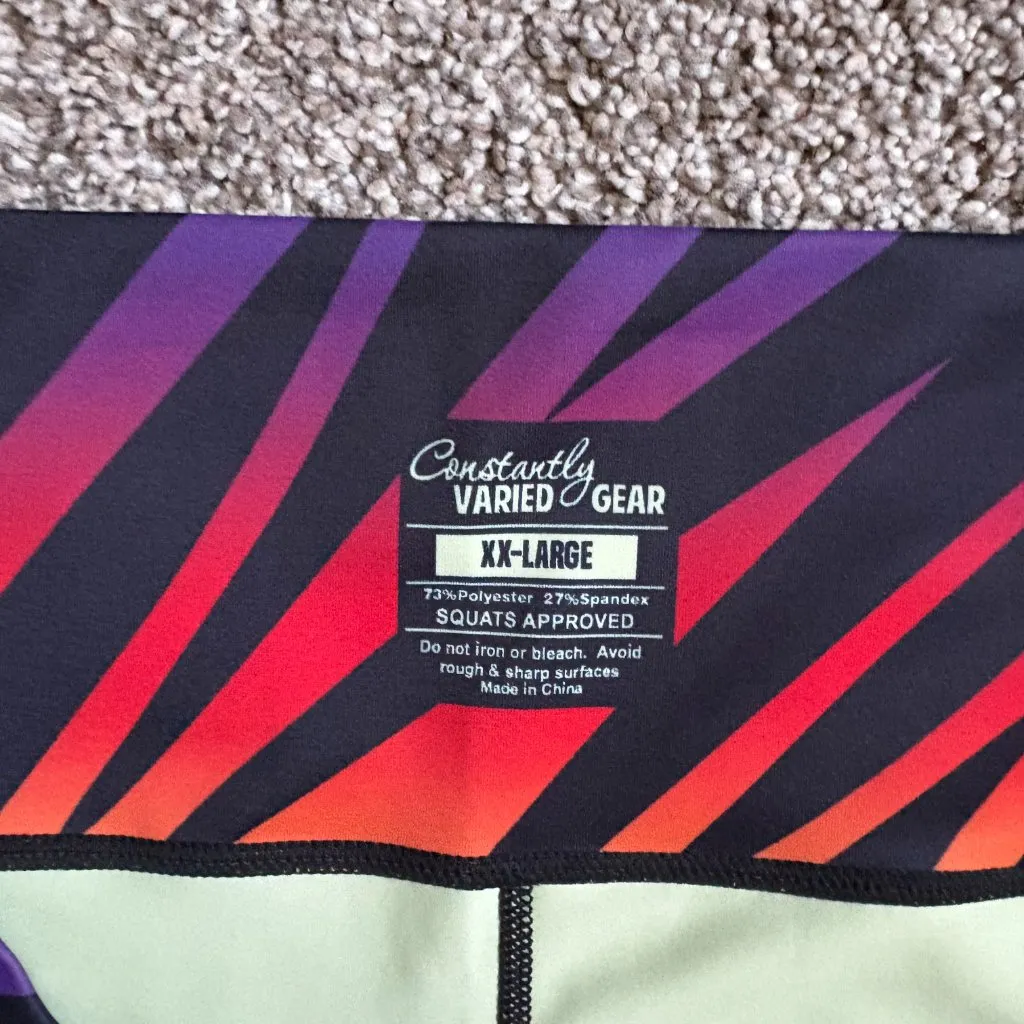 Constantly
VARIED GEAR
XX-LARGE
73%Polyester 27%Spandex
SQUATS APPROVED
Do not iron or bleach. Avoid
rough & sharp surfaces
Made in China